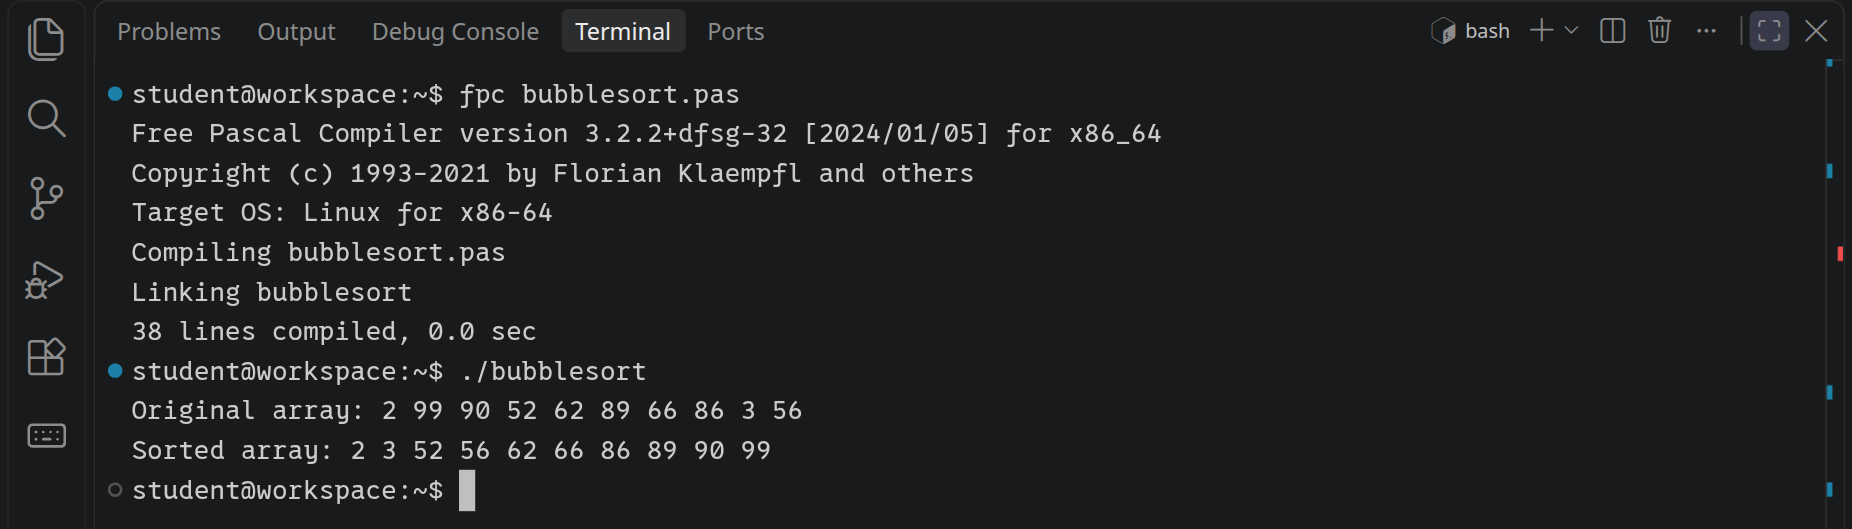 Problems Output Debug Console Terminal Ports bash
student@workspace:~$ fpc bubblesort.pas
Free Pascal Compiler version 3.2.2+dfsg-32 [2024/01/05] for x86_64
Copyright (c) 1993-2021 by Florian Klaempfl and others
Target OS: Linux for x86-64
Compiling bubblesort.pas
Linking bubblesort
38 lines compiled, 0.0 sec
student@workspace:~$ ./bubblesort
Original array: 2 99 90 52 62 89 66 86 3 56
Sorted array: 2 3 52 56 62 66 86 89 90 99
student@workspace:~$